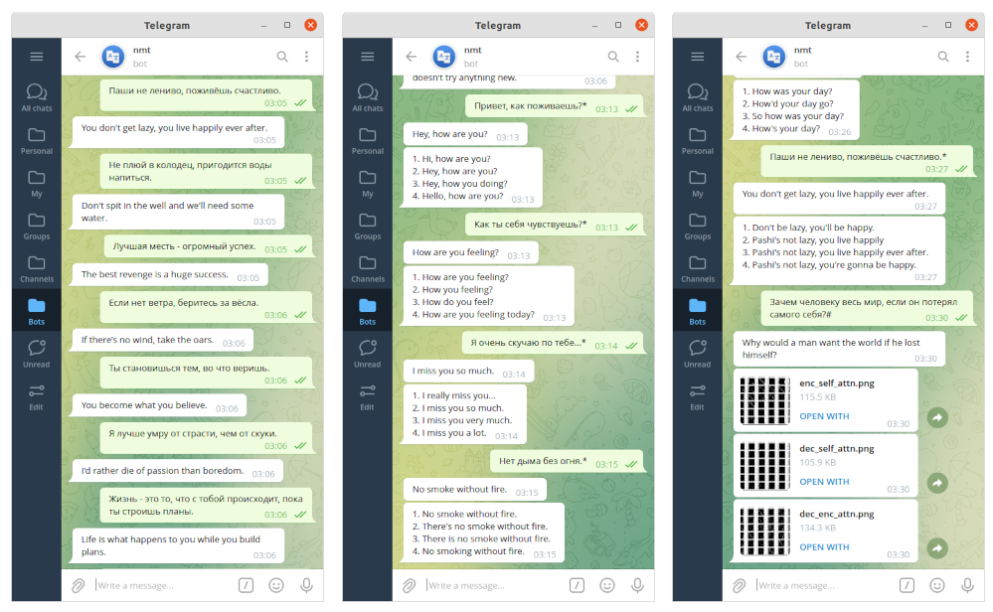 Telegram
nmt
bot
All chats
Personal
My
Groups
Channels
Bots
Unread
Edit
Паши не лениво, поживёшь счастливо.
03:05
You don't get lazy, you live happily ever after.
03:05
Не плюй в колодец, пригодится воды
напиться.
03:05
Don't spit in the well and we'll need some
water.
03:05
Лучшая месть - огромный успех.
03:05
The best revenge is a huge success.
03:05
Если нет ветра, беритесь за вёсла.
03:06
If there's no wind, take the oars.
03:06
Ты становишься тем, во что веришь.
03:06
You become what you believe.
03:06
Я лучше умру от страсти, чем от скуки.
03:06
I'd rather die of passion than boredom.
03:06
Жизнь - это то, что с тобой происходит, пока
ты строишь планы.
03:06
Life is what happens to you while you build
plans.
03:06
Write a message...
Telegram
nmt
bot
All chats
Personal
My
Groups
Channels
Bots
Unread
Edit
doesn't try anything new.
03:06
Привет, как поживаешь?*
03:13
Hey, how are you?
03:13
1. Hi, how are you?
2. Hey, how are you?
3. Hey, how you doing?
4. Hello, how are you?
03:13
Как ты себя чувствуешь?*
03:13
How are you feeling?
03:13
1. How are you feeling?
2. How you feeling?
3. How do you feel?
4. How are you feeling today?
03:13
Я очень скучаю по тебе...*
03:14
I miss you so much.
03:14
1. I really miss you...
2. I miss you so much.
3. I miss you very much.
4. I miss you a lot.
03:14
Нет дыма без огня.*
03:15
No smoke without fire.
03:15
1. No smoke without fire.
2. There's no smoke without fire.
3. There is no smoke without fire.
4. No smoking without fire.
03:15
Write a message...
Telegram
nmt
bot
All chats
Personal
My
Groups
Channels
Bots
Unread
Edit
1. How was your day?
2. How'd your day go?
3. So how was your day?
4. How's your day?
03:26
Паши не лениво, поживёшь счастливо.*
03:27
You don't get lazy, you live happily ever after.
03:27
1. Don't be lazy, you'll be happy.
2. Pashi's not lazy, you live happily
3. Pashi's not lazy, you live happily ever after.
4. Pashi's not lazy, you're gonna be happy.
03:27
Зачем человеку весь мир, если он потерял
самого себя?#
03:30
Why would a man want the world if he lost
himself?
03:30
enc_self_attn.png
115.5 KB
OPEN WITH
03:30
dec_self_attn.png
105.9 KB
OPEN WITH
03:30
dec_enc_attn.png
134.3 KB
OPEN WITH
03:30
Write a message...